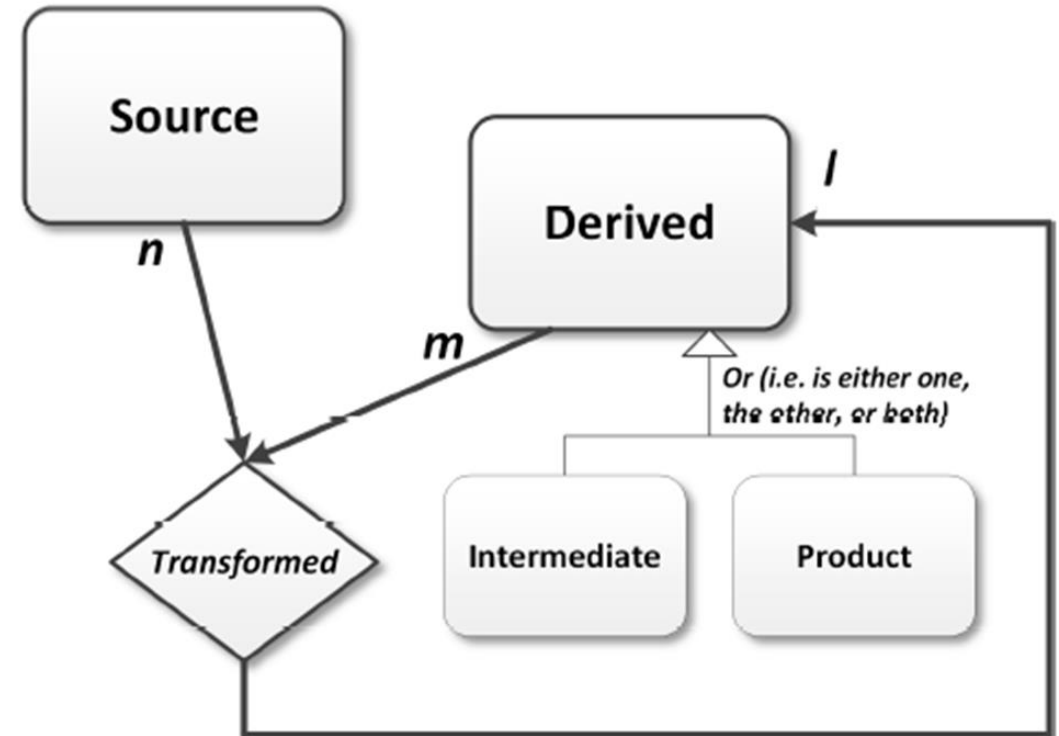 Source
n
Derived
l
m
Or (i.e. is either one,
the other, or both)
Transformed
Intermediate
Product